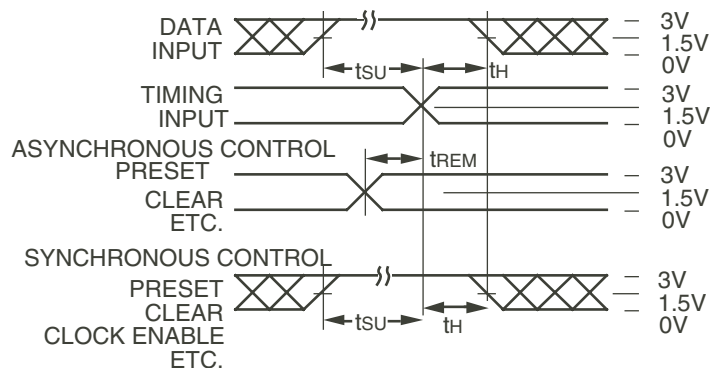 DATA INPUT
3V
1.5V
0V
tSU
tH
TIMING INPUT
3V
1.5V
0V
ASYNCHRONOUS CONTROL
PRESET
CLEAR
ETC.
tREM
3V
1.5V
0V
SYNCHRONOUS CONTROL
PRESET
CLEAR
CLOCK ENABLE
ETC.
tSU
tH
3V
1.5V
0V